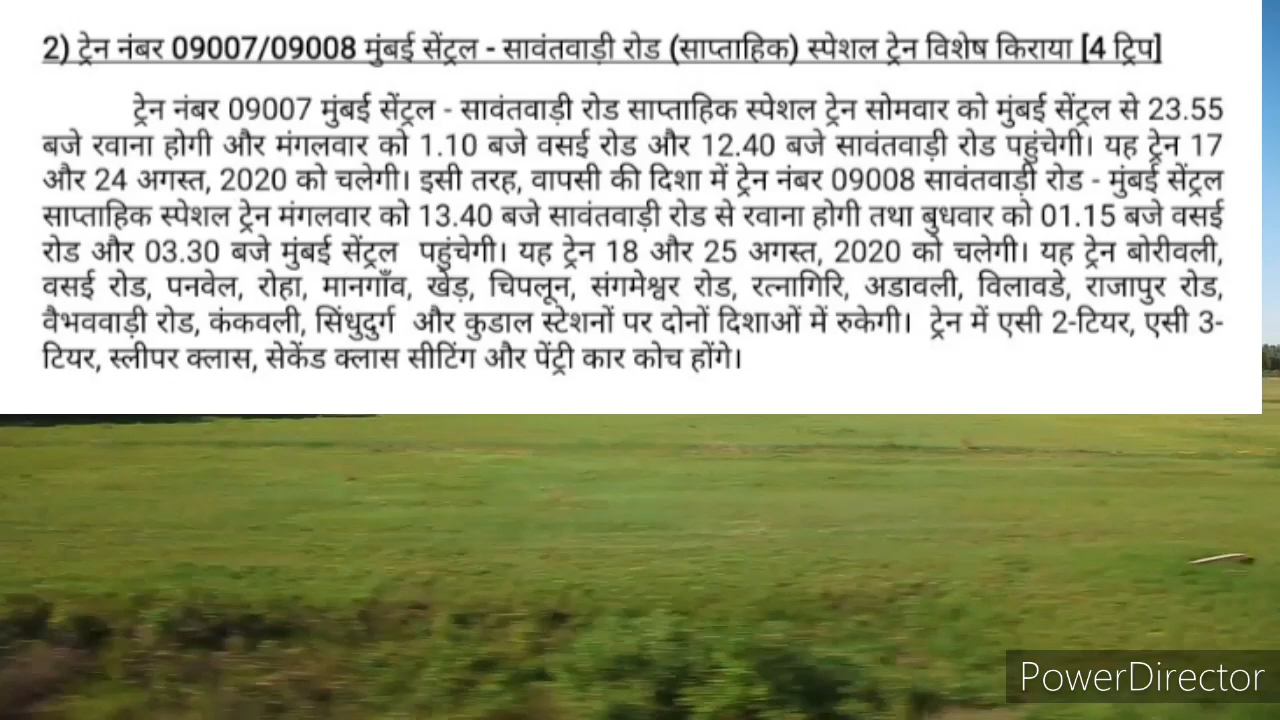 2) ट्रेन नंबर 09007/09008 मुंबई सेंट्रल - सावंतवाड़ी रोड (साप्ताहिक) स्पेशल ट्रेन विशेष किराया [4 ट्रिप]
ट्रेन नंबर 09007 मुंबई सेंट्रल - सावंतवाड़ी रोड साप्ताहिक स्पेशल ट्रेन सोमवार को मुंबई सेंट्रल से 23.55
बजे रवाना होगी और मंगलवार को 1.10 बजे वसई रोड और 12.40 बजे सावंतवाड़ी रोड पहुंचेगी। यह ट्रेन 17
और 24 अगस्त, 2020 को चलेगी। इसी तरह, वापसी की दिशा में ट्रेन नंबर 09008 सावंतवाड़ी रोड - मुंबई सेंट्रल
साप्ताहिक स्पेशल ट्रेन मंगलवार को 13.40 बजे सावंतवाड़ी रोड से रवाना होगी तथा बुधवार को 01.15 बजे वसई
रोड और 03.30 बजे मुंबई सेंट्रल पहुंचेगी। यह ट्रेन 18 और 25 अगस्त, 2020 को चलेगी। यह ट्रेन बोरीवली,
वसई रोड, पनवेल, रोहा, मानगाँव, खेड़, चिपलून, संगमेश्वर रोड, रत्नागिरि, अडावली, विलावडे, राजापुर रोड,
वैभववाड़ी रोड, कंकवली, सिंधुदुर्ग और कुडाल स्टेशनों पर दोनों दिशाओं में रुकेगी। ट्रेन में एसी 2-टियर, एसी 3-
टियर, स्लीपर क्लास, सेकेंड क्लास सीटिंग और पेंट्री कार कोच होंगे।
PowerDirector